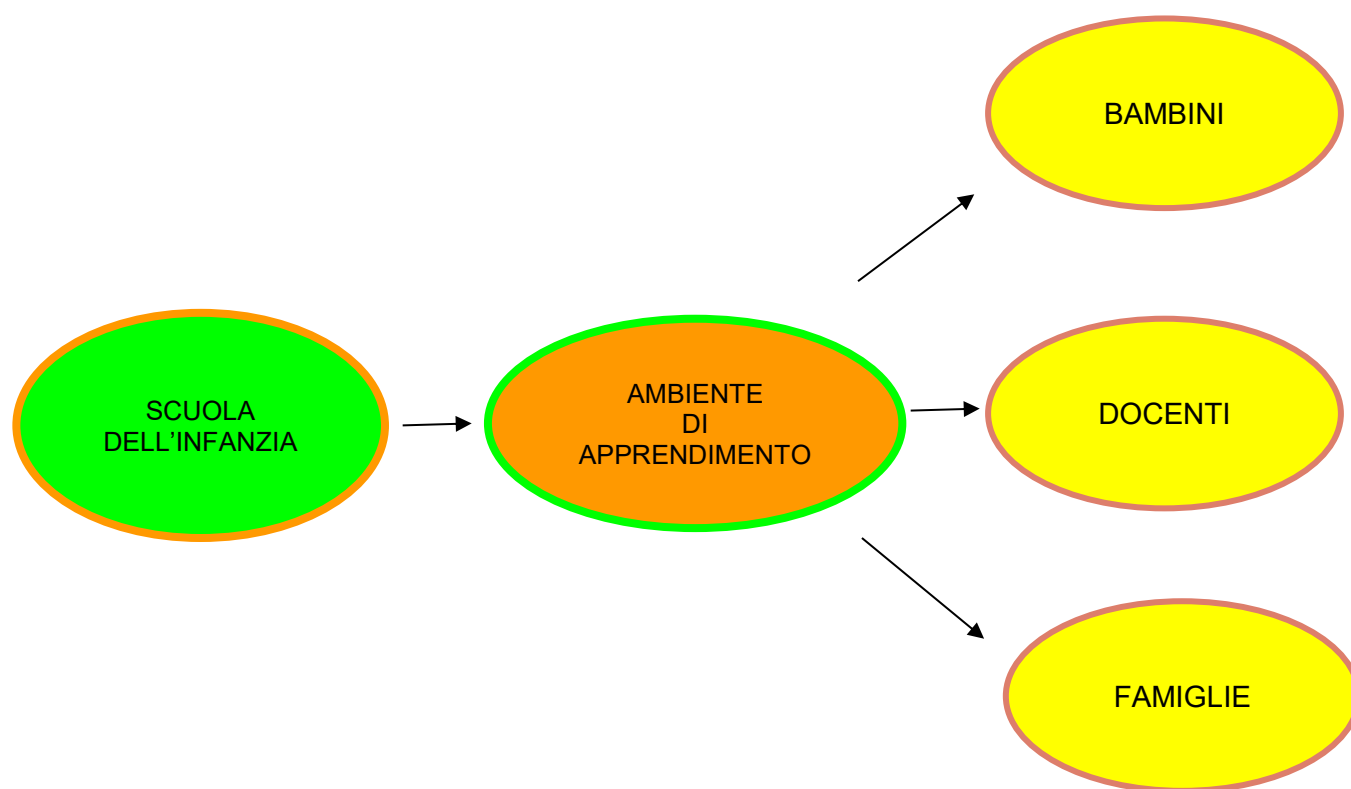 BAMBINI
SCUOLA
DELL’INFANZIA
AMBIENTE
DI
APPRENDIMENTO
DOCENTI
FAMIGLIE